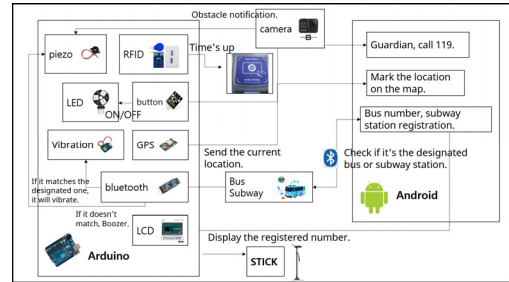 Obstacle notification.
camera
piezo
RFID
Time's up
Guardian, call 119.
Mark the location
on the map.
LED
ON/OFF
button
Bus number, subway
station registration.
Vibration
GPS
Send the current
location.
Check if it's the designated
bus or subway station.
If it matches the
designated one,
it will vibrate.
bluetooth
Bus
Subway
Android
If it doesn't
match, Boozer.
LCD
Arduino
Display the registered number.
STICK